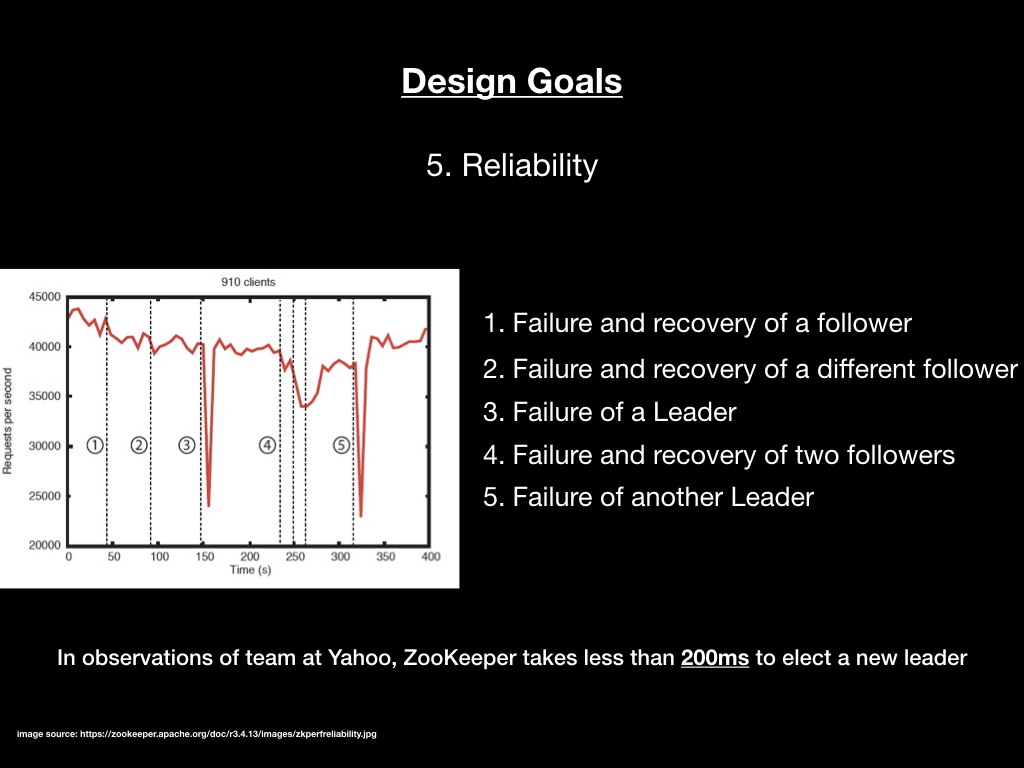 Design Goals
5. Reliability
910 clients
45000
40000
35000
30000
25000
20000
Requests per second
① ② ③ ④ ⑤
0 50 100 150 200 250 300 350 400
Time (s)
1. Failure and recovery of a follower
2. Failure and recovery of a different follower
3. Failure of a Leader
4. Failure and recovery of two followers
5. Failure of another Leader
In observations of team at Yahoo, ZooKeeper takes less than 200ms to elect a new leader
image source: https://zookeeper.apache.org/doc/r3.4.13/images/zkperfreliability.jpg